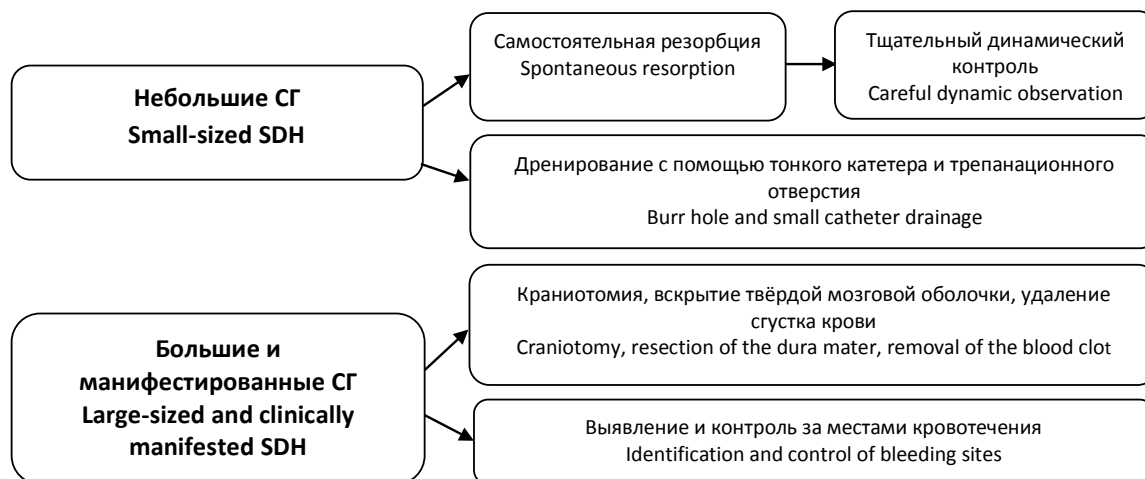 Небольшие СГ
Small-sized SDH
Самостоятельная резорбция
Spontaneous resorption
Тщательный динамический
контроль
Careful dynamic observation
Дренирование с помощью тонкого катетера и трепанационного
отверстия
Burr hole and small catheter drainage
Большие и
манифестированные СГ
Large-sized and clinically
manifested SDH
Краниотомия, вскрытие твёрдой мозговой оболочки, удаление
сгустка крови
Craniotomy, resection of the dura mater, removal of the blood clot
Выявление и контроль за местами кровотечения
Identification and control of bleeding sites